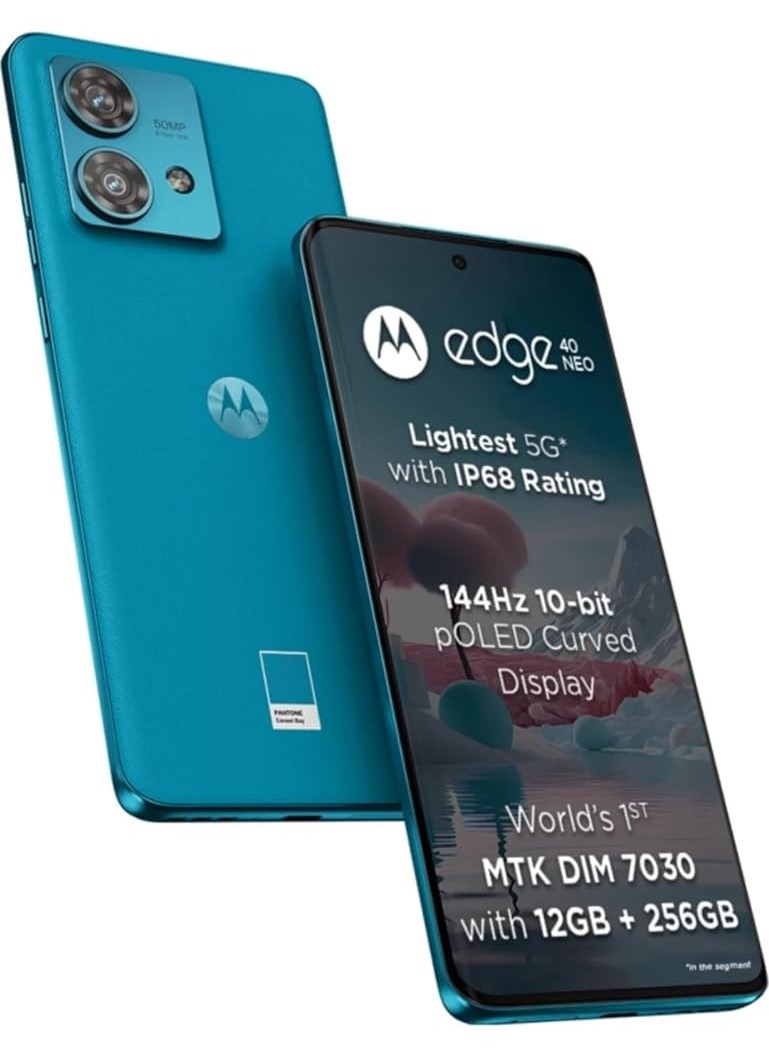 50MP
edge 40 NEO
Lightest 5G*
with IP68 Rating
144Hz 10-bit
pOLED Curved
Display
World's 1ST
MTK DIM 7030
with 12GB + 256GB
*in the segment
PANTONE
Caneel Bay